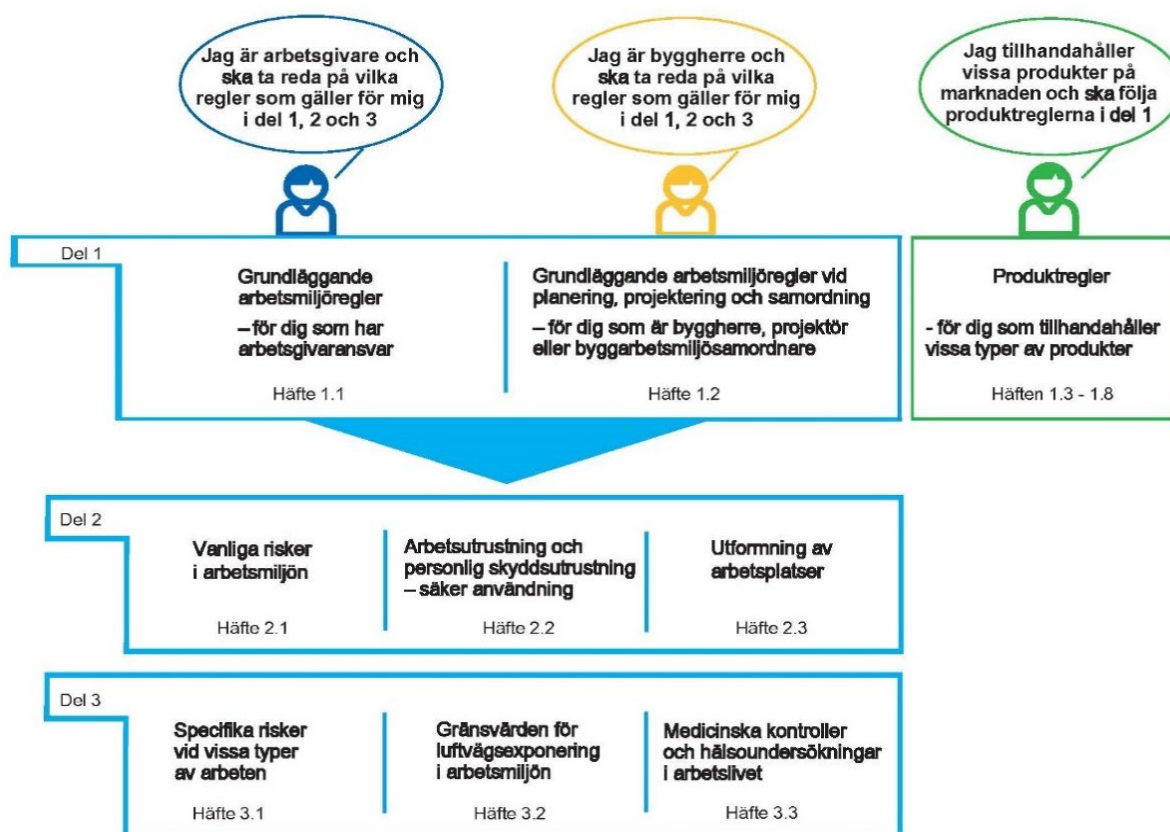 Jag är arbetsgivare och
ska ta reda på vilka
regler som gäller för mig
i del 1, 2 och 3
Jag är byggherre och
ska ta reda på vilka
regler som gäller för mig
i del 1, 2 och 3
Jag tillhandahåller
vissa produkter på
marknaden och ska följa
produktreglerna i del 1
Del 1
Grundläggande
arbetsmiljöregler
– för dig som har
arbetsgivaransvar
Häfte 1.1
Grundläggande arbetsmiljöregler vid
planering, projektering och samordning
– för dig som är byggherre, projektör
eller byggarbetsmiljösamordnare
Häfte 1.2
Produktregler
- för dig som tillhandahåller
vissa typer av produkter
Häften 1.3 - 1.8
Del 2
Vanliga risker
i arbetsmiljön
Häfte 2.1
Arbetsutrustning och
personlig skyddsutrustning
– säker användning
Häfte 2.2
Utformning av
arbetsplatser
Häfte 2.3
Del 3
Specifika risker
vid vissa typer
av arbeten
Häfte 3.1
Gränsvärden för
luftvägsexponering
i arbetsmiljön
Häfte 3.2
Medicinska kontroller
och hälsoundersökningar
i arbetslivet
Häfte 3.3